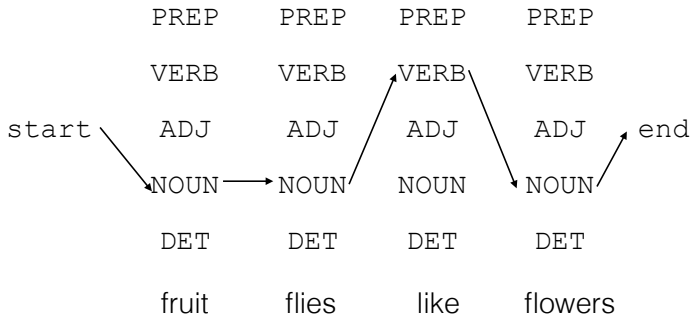 PREP PREP PREP PREP
VERB VERB VERB VERB
start ADJ ADJ ADJ ADJ end
NOUN NOUN NOUN NOUN
DET DET DET DET
fruit flies like flowers